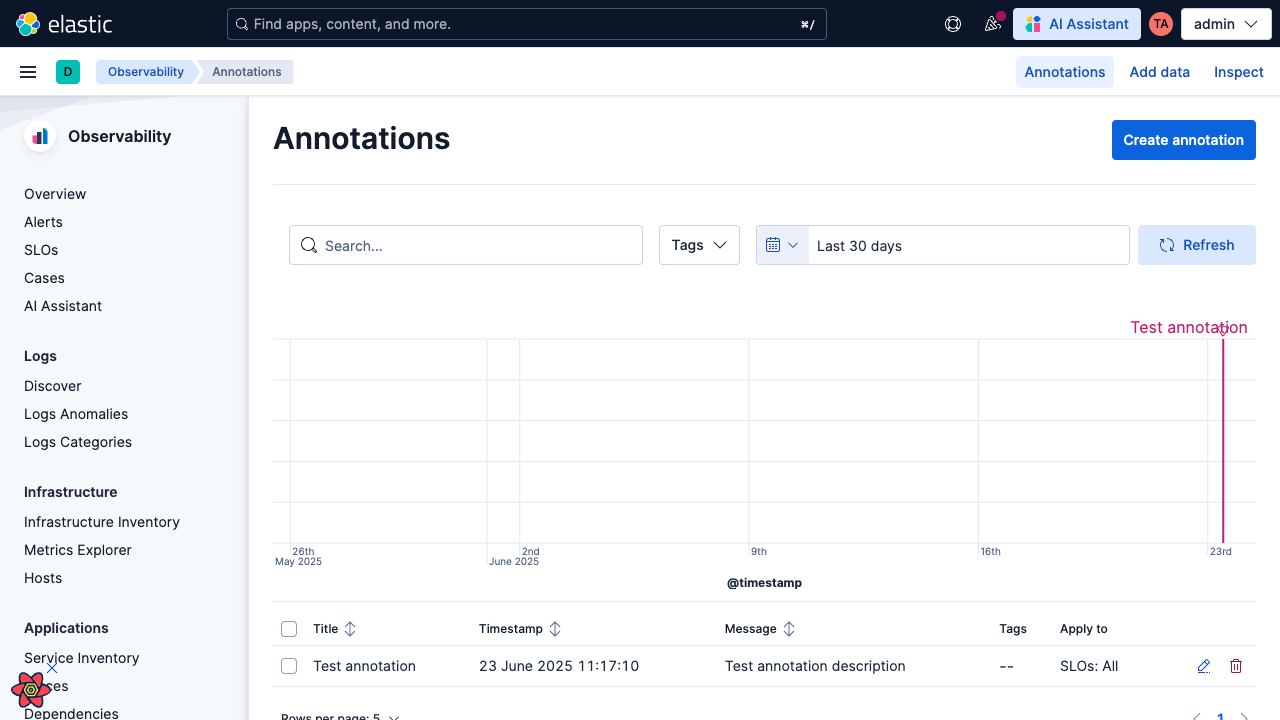 elastic
Find apps, content, and more.
⌘/
AI Assistant
TA
admin
D
Observability
Annotations
Annotations
Add data
Inspect
Observability
Overview
Alerts
SLOs
Cases
AI Assistant
Logs
Discover
Logs Anomalies
Logs Categories
Infrastructure
Infrastructure Inventory
Metrics Explorer
Hosts
Applications
Service Inventory
Dependencies
Annotations
Create annotation
Search...
Tags
Last 30 days
Refresh
Test annotation
26th
May 2025
2nd
June 2025
9th
16th
23rd
@timestamp
Title
Timestamp
Message
Tags
Apply to
Test annotation
23 June 2025 11:17:10
Test annotation description
--
SLOs: All
Rows per page: 5
1